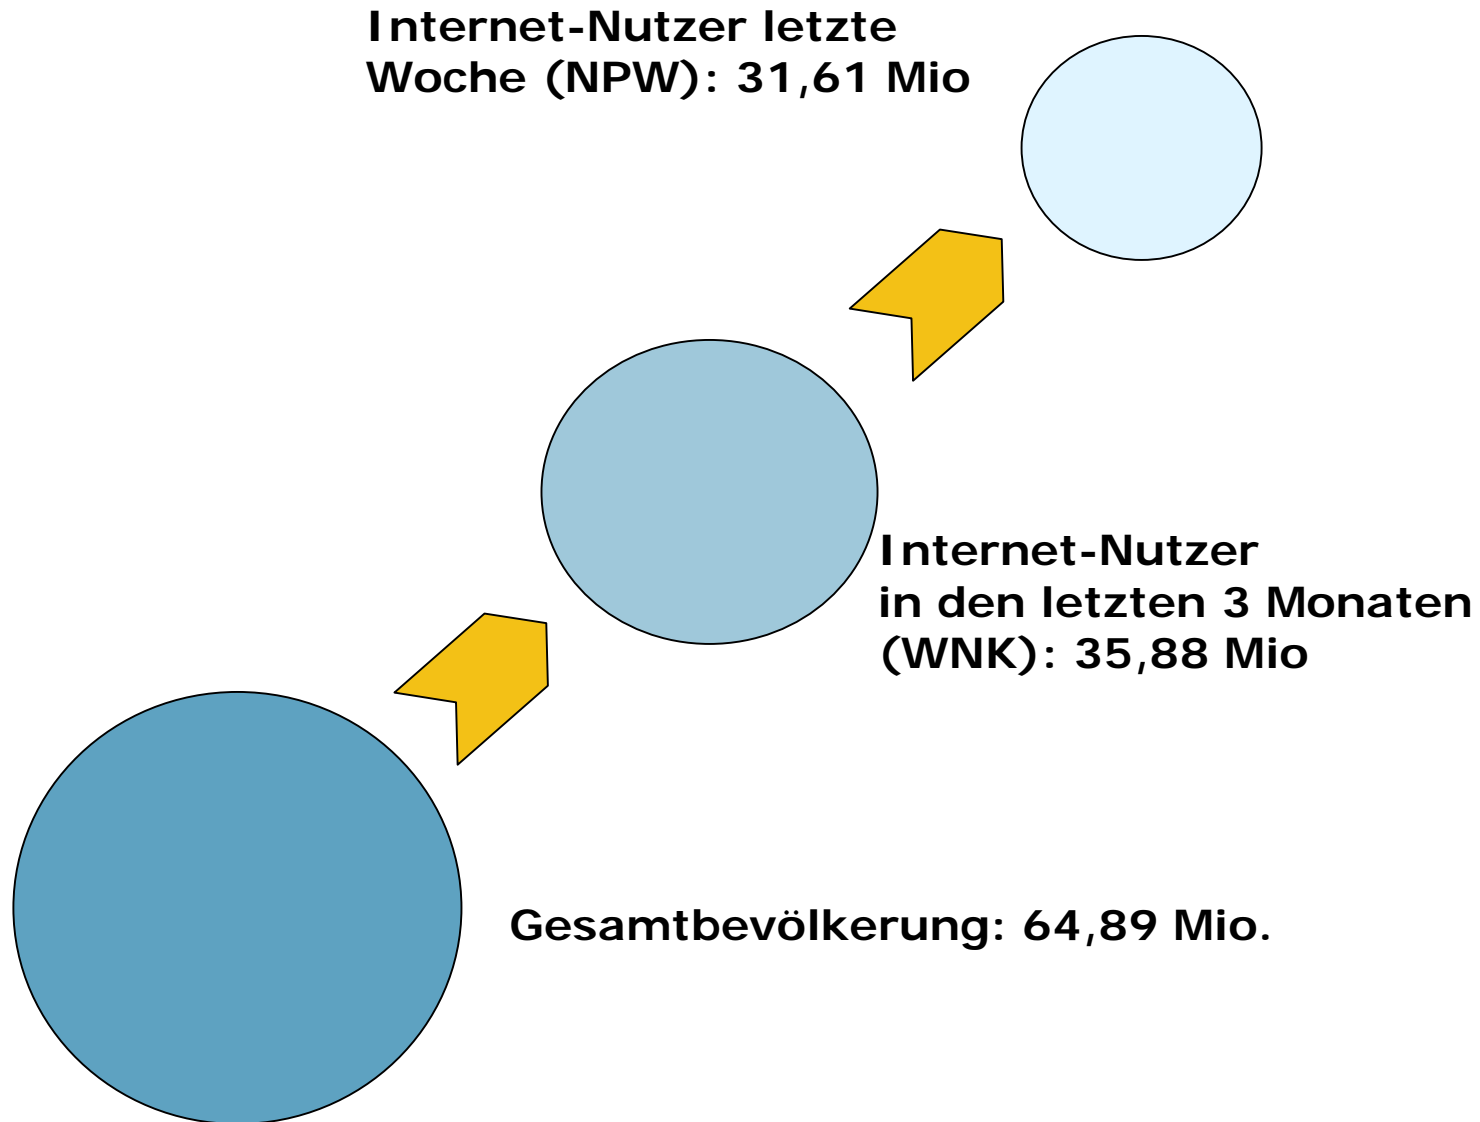 Internet-Nutzer letzte
Woche (NPW): 31,61 Mio
Internet-Nutzer
in den letzten 3 Monaten
(WNK): 35,88 Mio
Gesamtbevölkerung: 64,89 Mio.